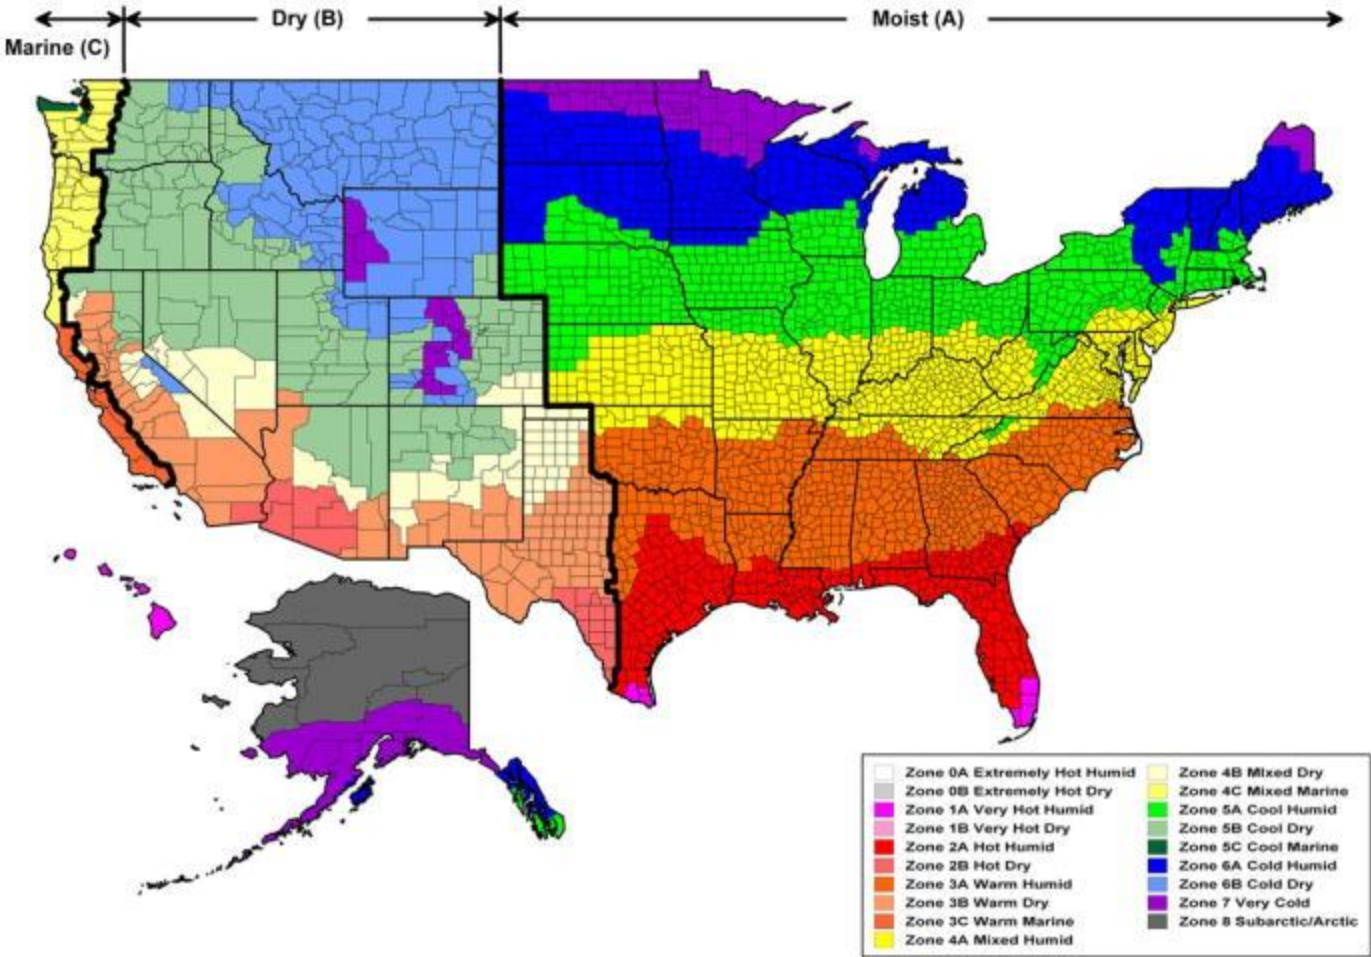 Dry (B)
Moist (A)
Marine (C)
Zone 0A Extremely Hot Humid
Zone 0B Extremely Hot Dry
Zone 1A Very Hot Humid
Zone 1B Very Hot Dry
Zone 2A Hot Humid
Zone 2B Hot Dry
Zone 3A Warm Humid
Zone 3B Warm Dry
Zone 3C Warm Marine
Zone 4A Mixed Humid
Zone 4B MIxed Dry
Zone 4C Mixed Marine
Zone 5A Cool Humid
Zone 5B Cool Dry
Zone 5C Cool Marine
Zone 6A Cold Humid
Zone 6B Cold Dry
Zone 7 Very Cold
Zone 8 Subarctic/Arctic